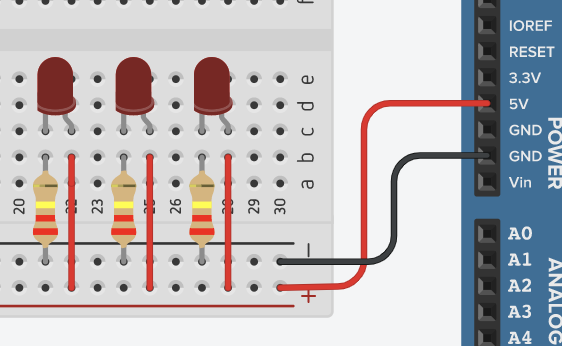 IOREF
RESET
3.3V
5V
GND
GND
Vin
POWER
A0
A1
A2
A3
A4
ANALOG
e
d
c
b
a
20
23
26
29
30
−
+